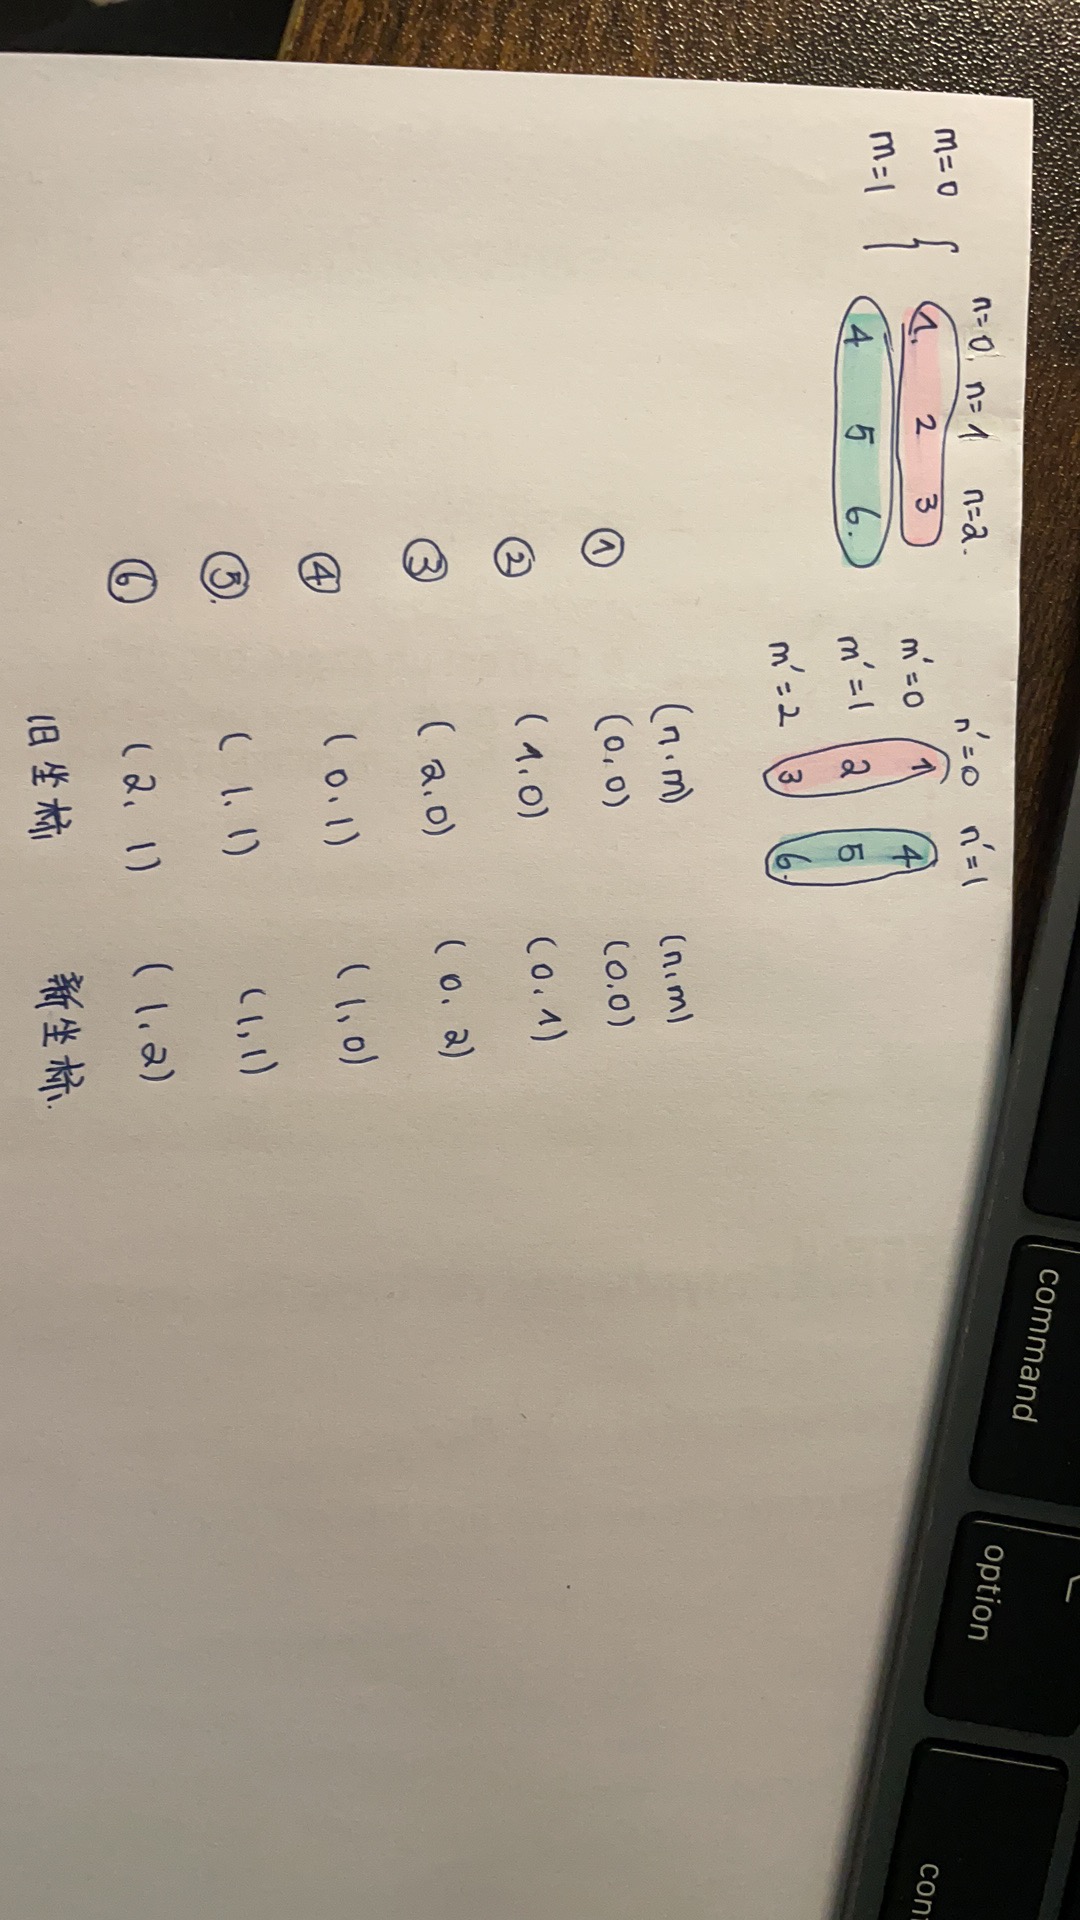 n=0, n=1 n=2.
m=0 { 1. 2 3
m=1 { 4 5 6.
n'=0 n'=1
m'=0 1 4
m'=1 2 5
m'=2 3 6.
(n,m) (n,m)
① (0,0) (0,0)
② (1,0) (0,1)
③ (2,0) (0,2)
④ (0,1) (1,0)
⑤. (1,1) (1,1)
⑥ (2,1) (1,2)
旧坐标 新坐标.
command
option
con